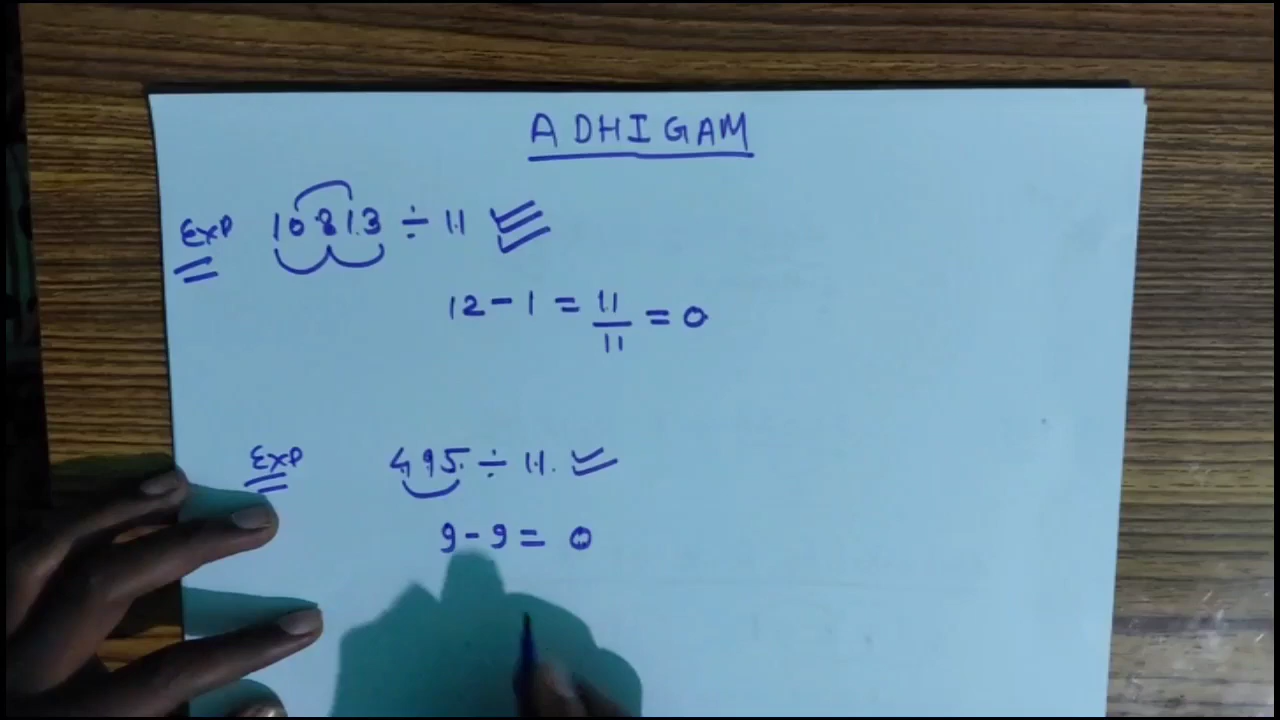 ADHIGAM
Exp 10813 ÷ 11
12 - 1 = 11/11 = 0
Exp 495 ÷ 11
9 - 9 = 0